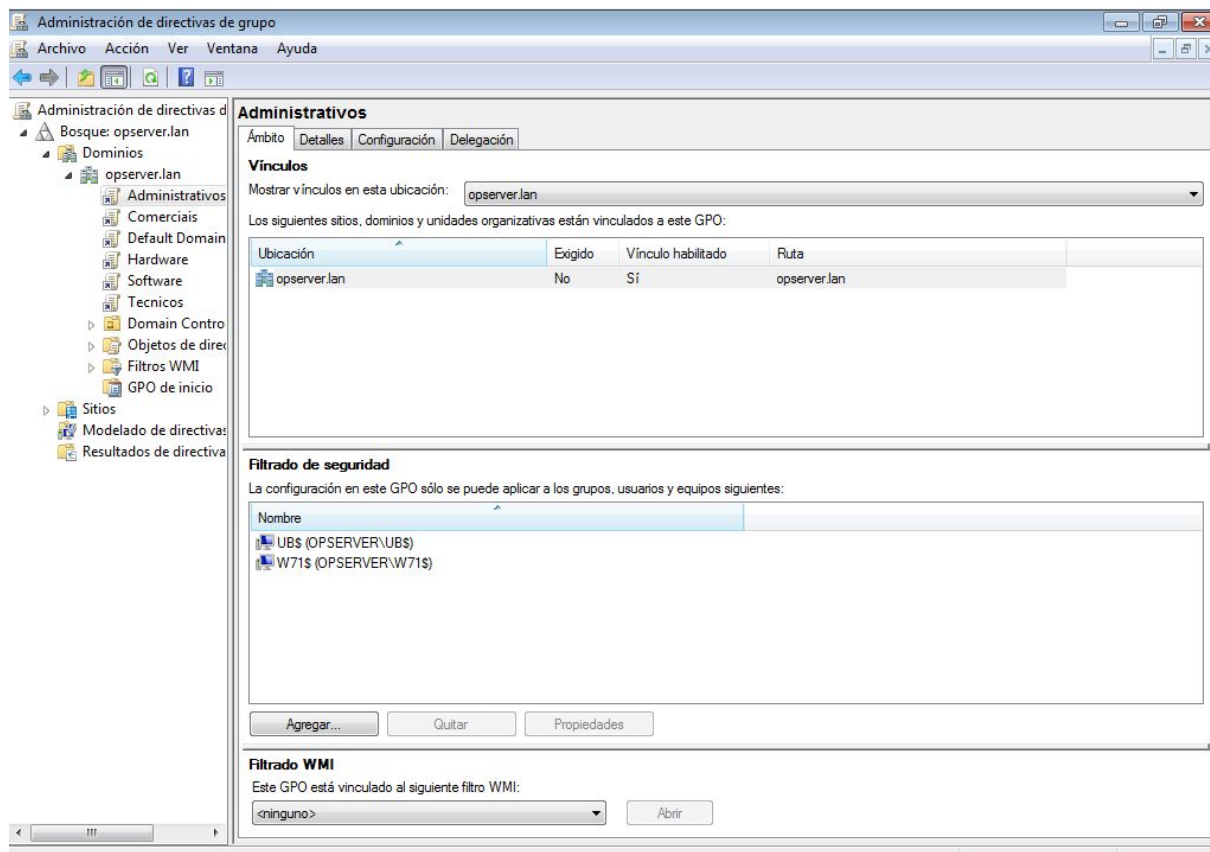 Administración de directivas de grupo
Archivo Acción Ver Ventana Ayuda
Administración de directivas d
Bosque: opserver.lan
Dominios
opserver.lan
Administrativos
Comerciais
Default Domain
Hardware
Software
Tecnicos
Domain Contro
Objetos de direc
Filtros WMI
GPO de inicio
Sitios
Modelado de directivas
Resultados de directiva
Administrativos
Ámbito Detalles Configuración Delegación
Vínculos
Mostrar vínculos en esta ubicación: opserver.lan
Los siguientes sitios, dominios y unidades organizativas están vinculados a este GPO:
Ubicación Exigido Vínculo habilitado Ruta
opserver.lan No Sí opserver.lan
Filtrado de seguridad
La configuración en este GPO sólo se puede aplicar a los grupos, usuarios y equipos siguientes:
Nombre
UB$ (OPSERVER\UB$)
W71$ (OPSERVER\W71$)
Agregar... Quitar Propiedades
Filtrado WMI
Este GPO está vinculado al siguiente filtro WMI:
<ninguno> Abrir